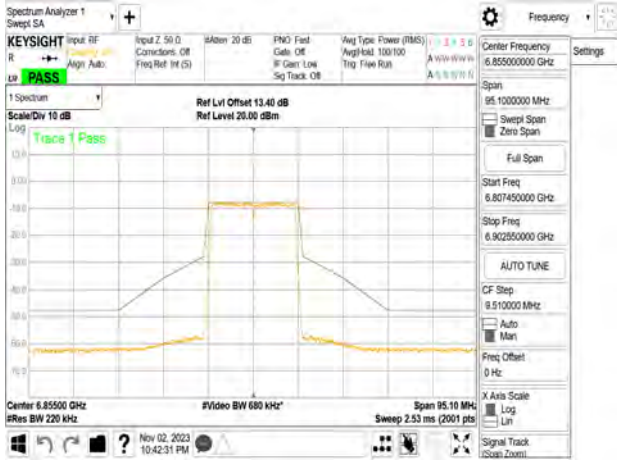 Spectrum Analyzer 1
Swept SA
+
Frequency
KEYSIGHT
Input: RF
Input Z: 50 Ω
#Atten: 20 dB
PNO: Fast
Avg Type: Power (RMS)
R
Align: Auto
Corrections: Off
Freq Ref: Int (S)
Gate: Off
IF Gain: Low
Sig Track: Off
Avg|Hold: 100/100
Trig: Free Run
PASS
Center Frequency
6.855000000 GHz
Settings
Span
95.1000000 MHz
Swept Span
Zero Span
Full Span
Start Freq
6.807450000 GHz
Stop Freq
6.902550000 GHz
AUTO TUNE
CF Step
9.510000 MHz
Auto
Man
Freq Offset
0 Hz
X Axis Scale
Log
Lin
Signal Track
(Span Zoom)
1 Spectrum
Scale/Div 10 dB
Ref Lvl Offset 13.40 dB
Ref Level 20.00 dBm
Log
Trace 1 Pass
Center 6.85500 GHz
#Video BW 680 kHz*
Span 95.10 MHz
#Res BW 220 kHz
Sweep 2.53 ms (2001 pts)
?
Nov 02, 2023
10:42:31 PM